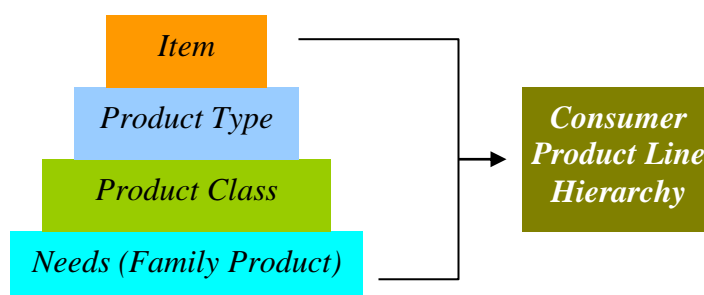 Item
Product Type
Product Class
Needs (Family Product)
Consumer
Product Line
Hierarchy